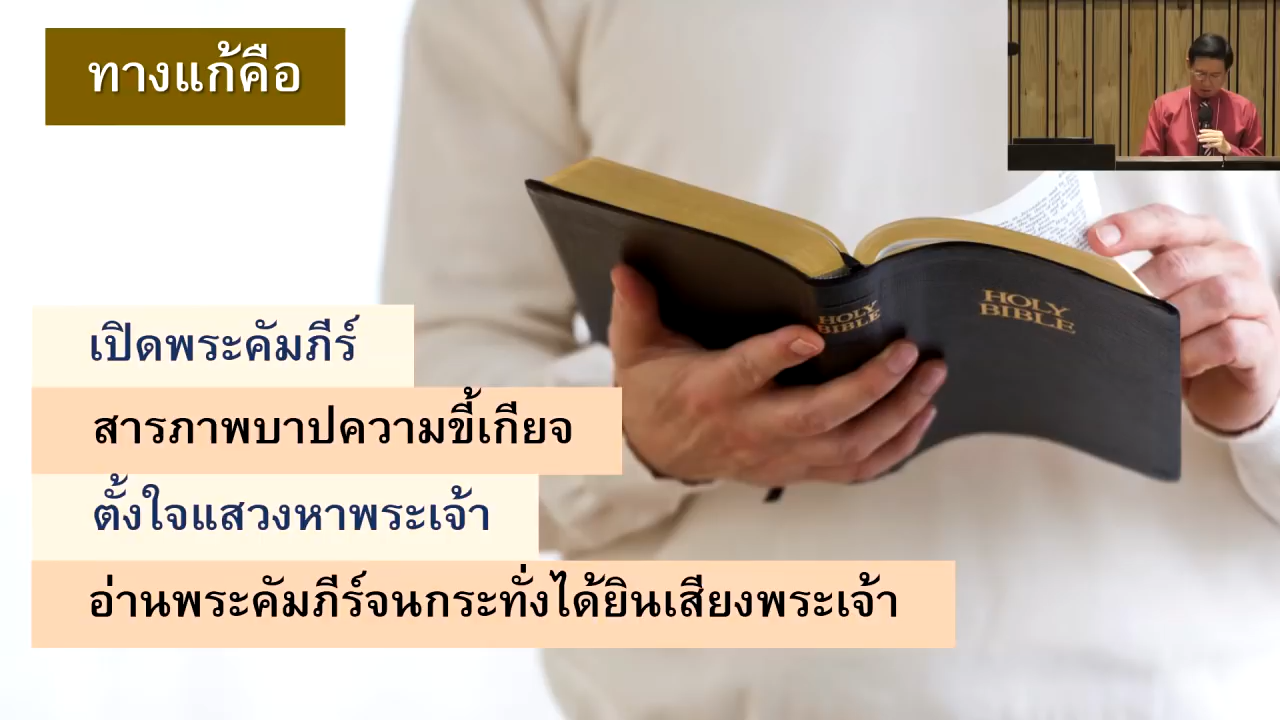 ทางแก้คือ
เปิดพระคัมภีร์
สารภาพบาปความขี้เกียจ
ตั้งใจแสวงหาพระเจ้า
อ่านพระคัมภีร์จนกระทั่งได้ยินเสียงพระเจ้า
HOLY
BIBLE
HOLY
BIBLE